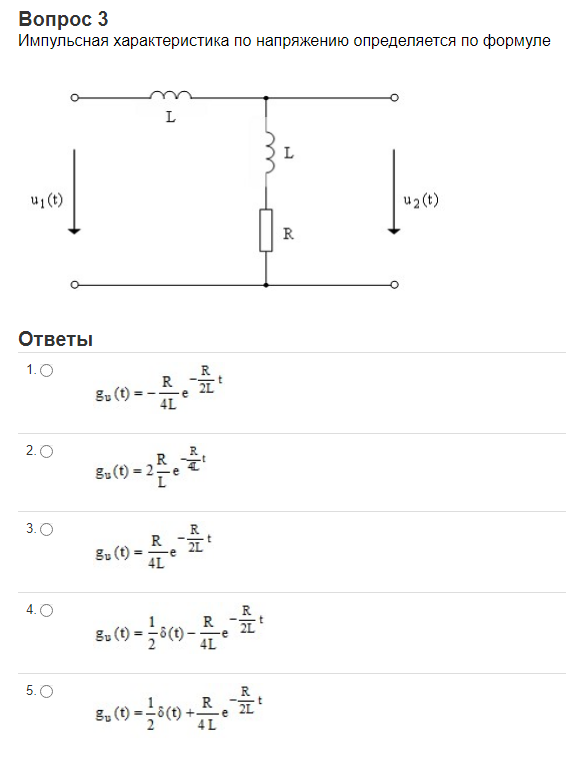 Вопрос 3
Импульсная характеристика по напряжению определяется по формуле
L
L
u₁(t)
u₂(t)
R
Ответы
1. gᵤ(t) = −R/4L e^(−R/2L t)
2. gᵤ(t) = 2 R/L e^(−R/4L t)
3. gᵤ(t) = R/4L e^(−R/2L t)
4. gᵤ(t) = 1/2 δ(t) − R/4L e^(−R/2L t)
5. gᵤ(t) = 1/2 δ(t) + R/4L e^(−R/2L t)